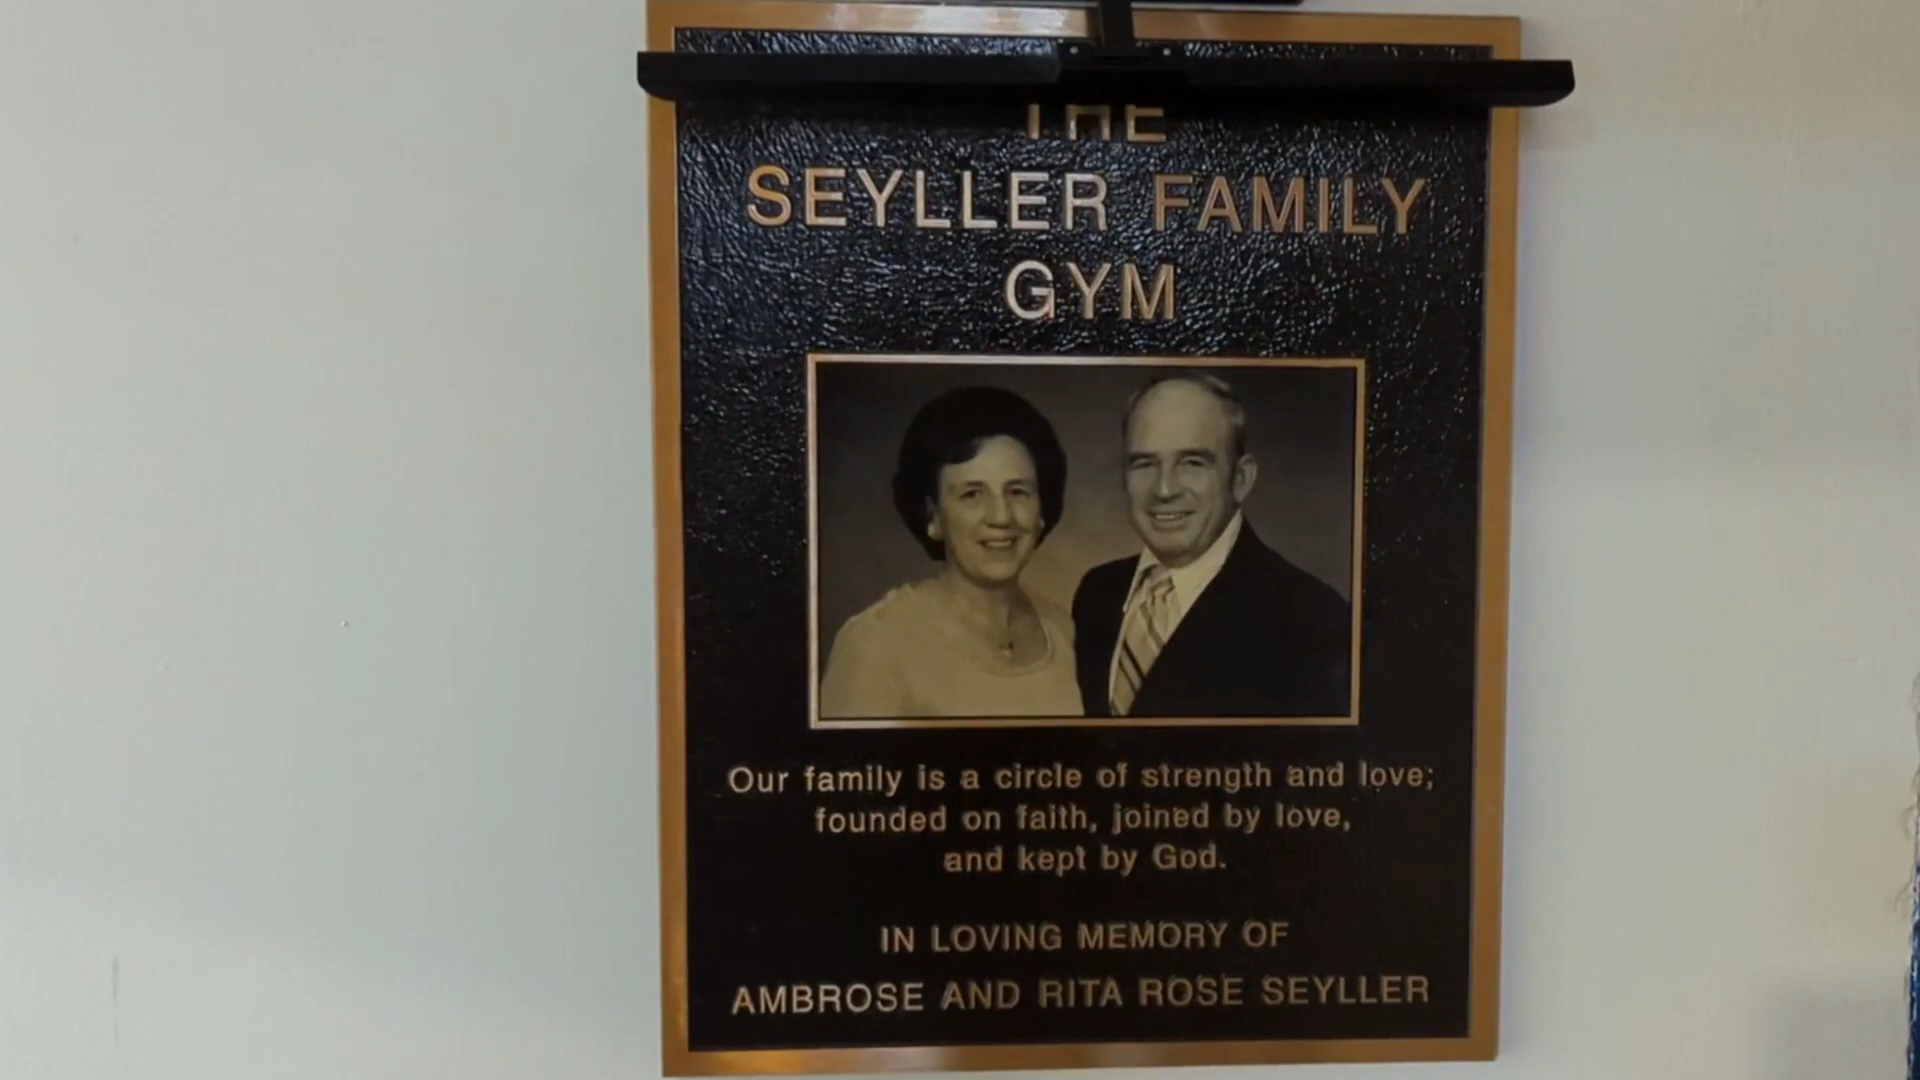 THE
SEYLLER FAMILY
GYM
Our family is a circle of strength and love;
founded on faith, joined by love,
and kept by God.
IN LOVING MEMORY OF
AMBROSE AND RITA ROSE SEYLLER